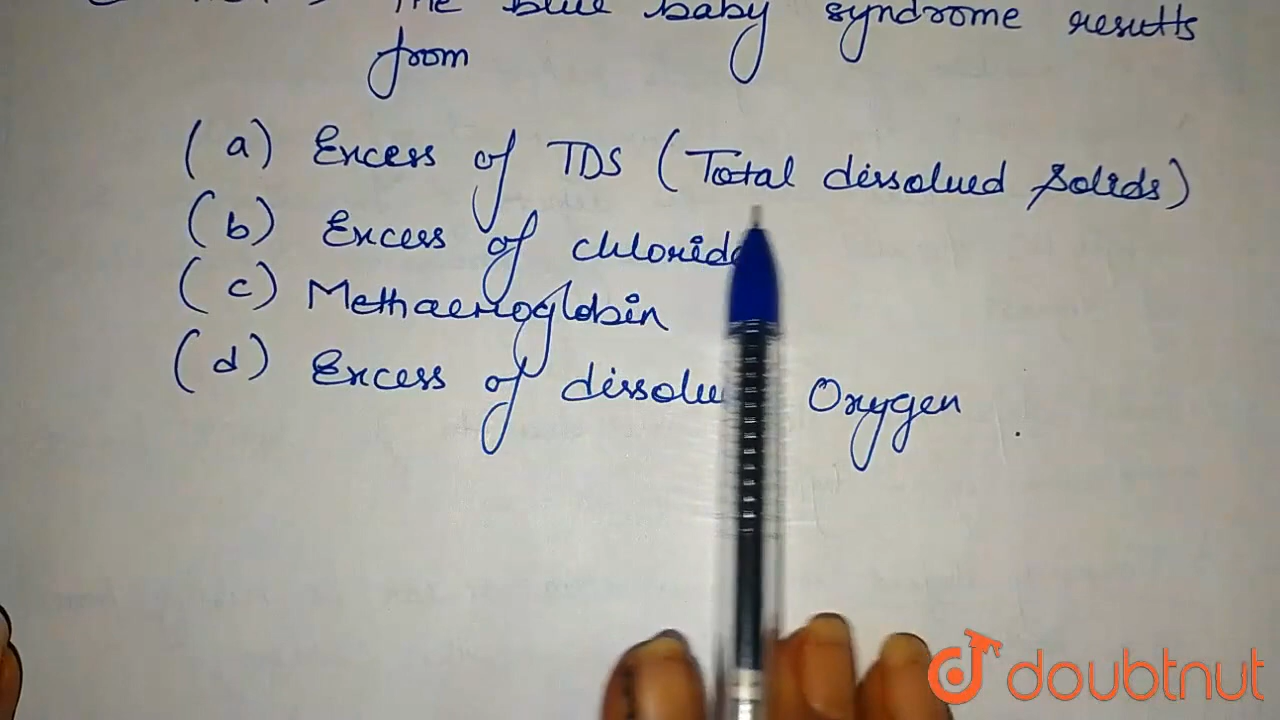 The blue baby syndrome results
from
(a) Excess of TDS (Total dissolved solids)
(b) Excess of chloride
(c) Methaemoglobin
(d) Excess of Oxygen
doubtnut